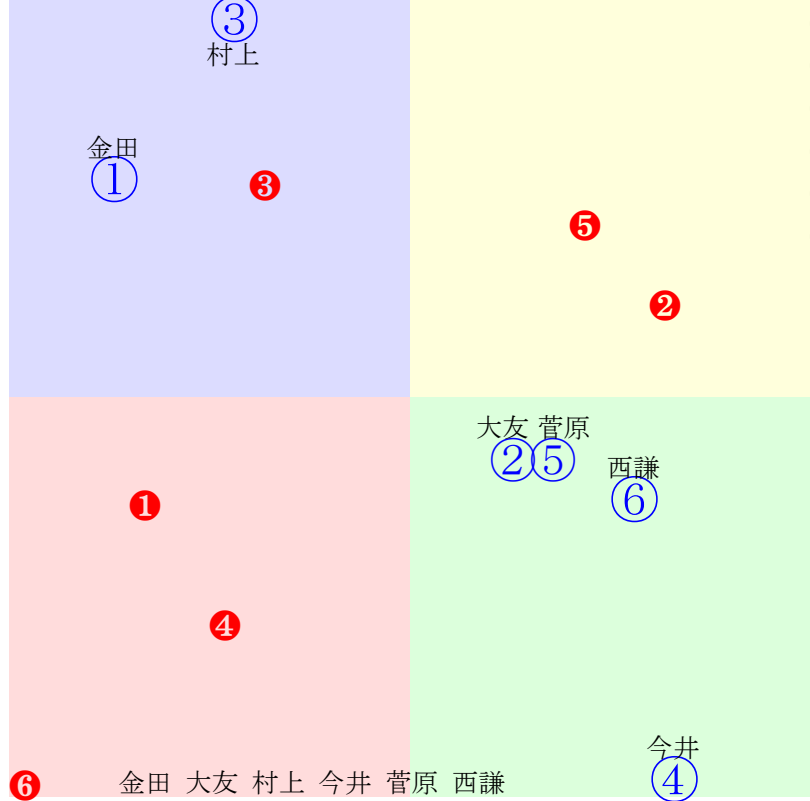 ③
村上
金田
①
❸
❺
❷
大友 菅原
②⑤
西謙
⑥
❶
❹
今井
④
❻ 金田 大友 村上 今井 菅原 西謙